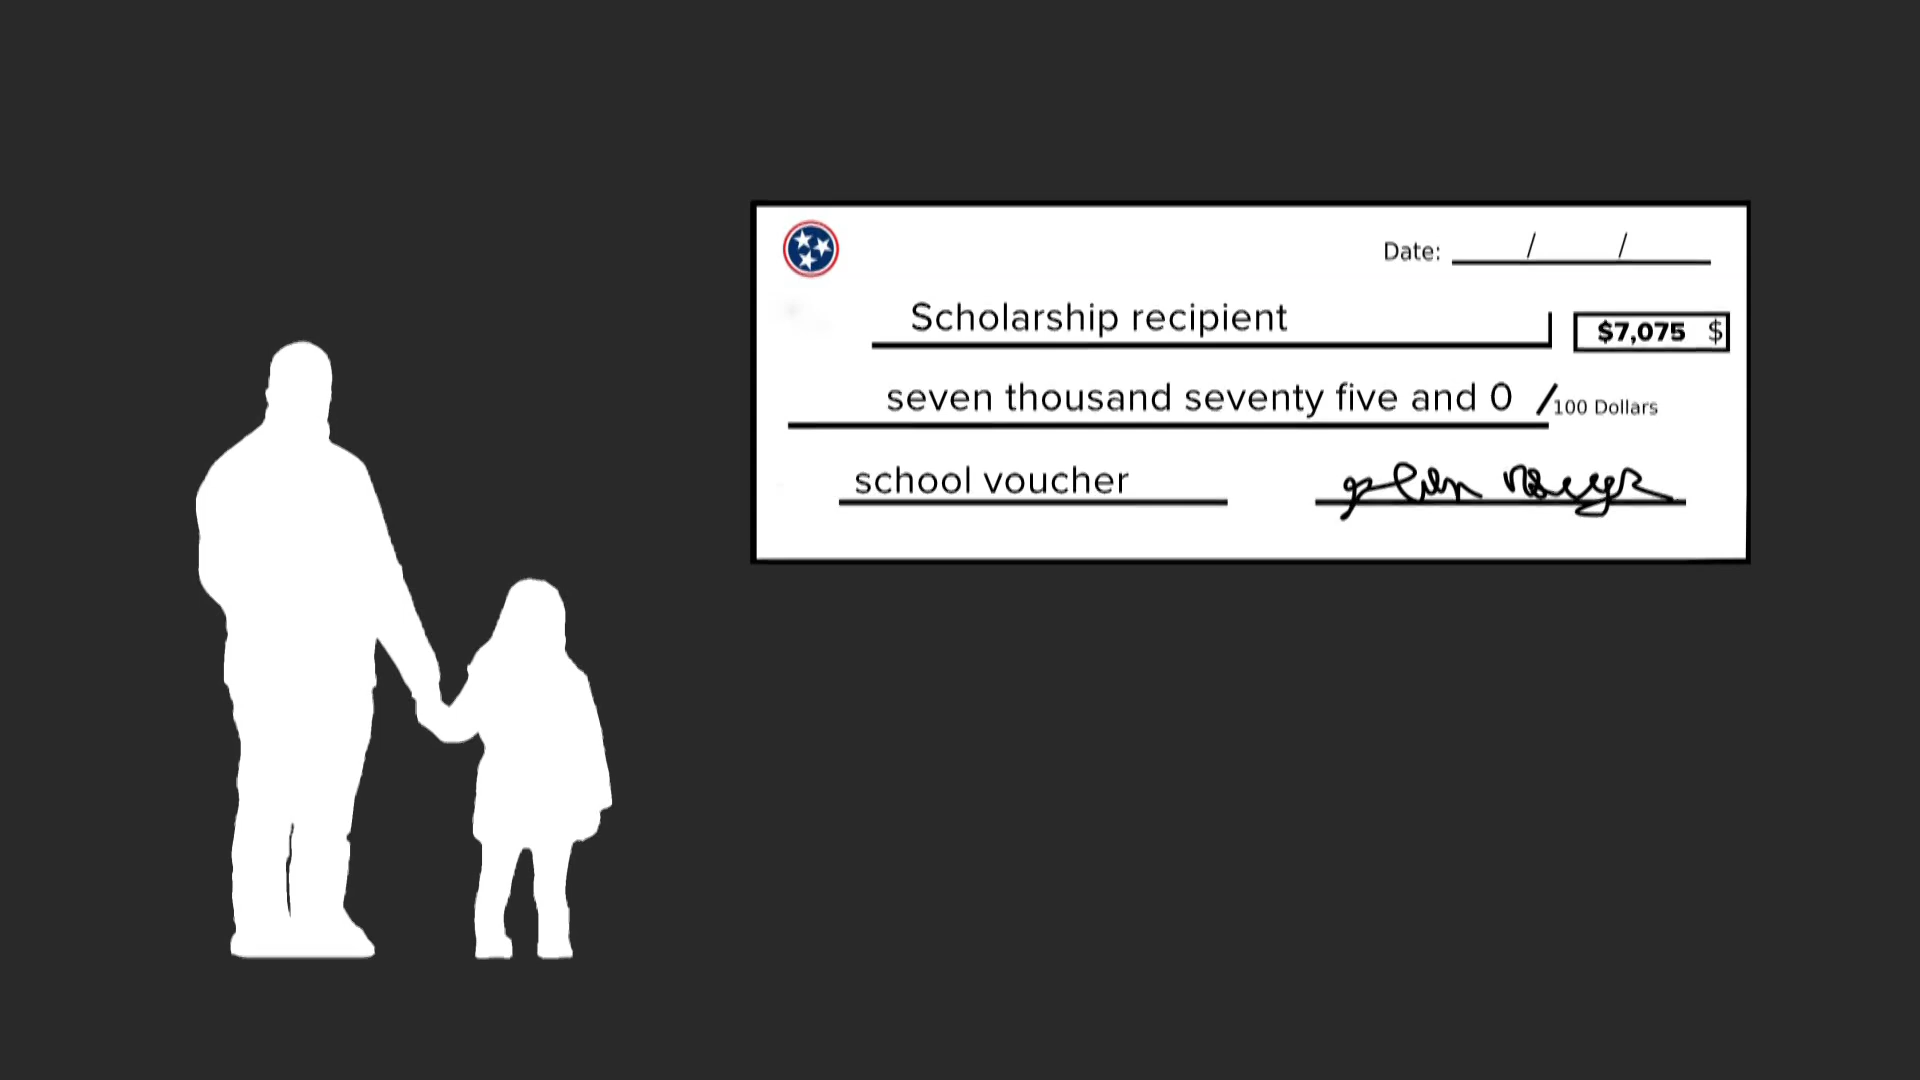 Date: / /
Scholarship recipient
$7,075 $
seven thousand seventy five and 0 /100 Dollars
school voucher